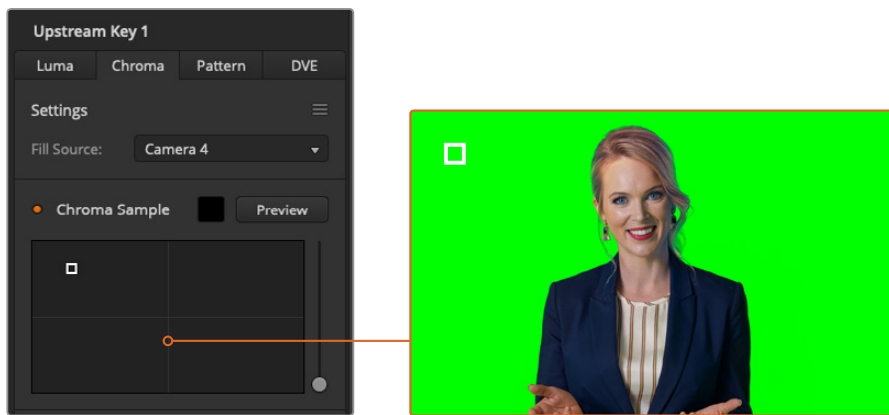 Upstream Key 1
Luma Chroma Pattern DVE
Settings
Fill Source: Camera 4
Chroma Sample Preview